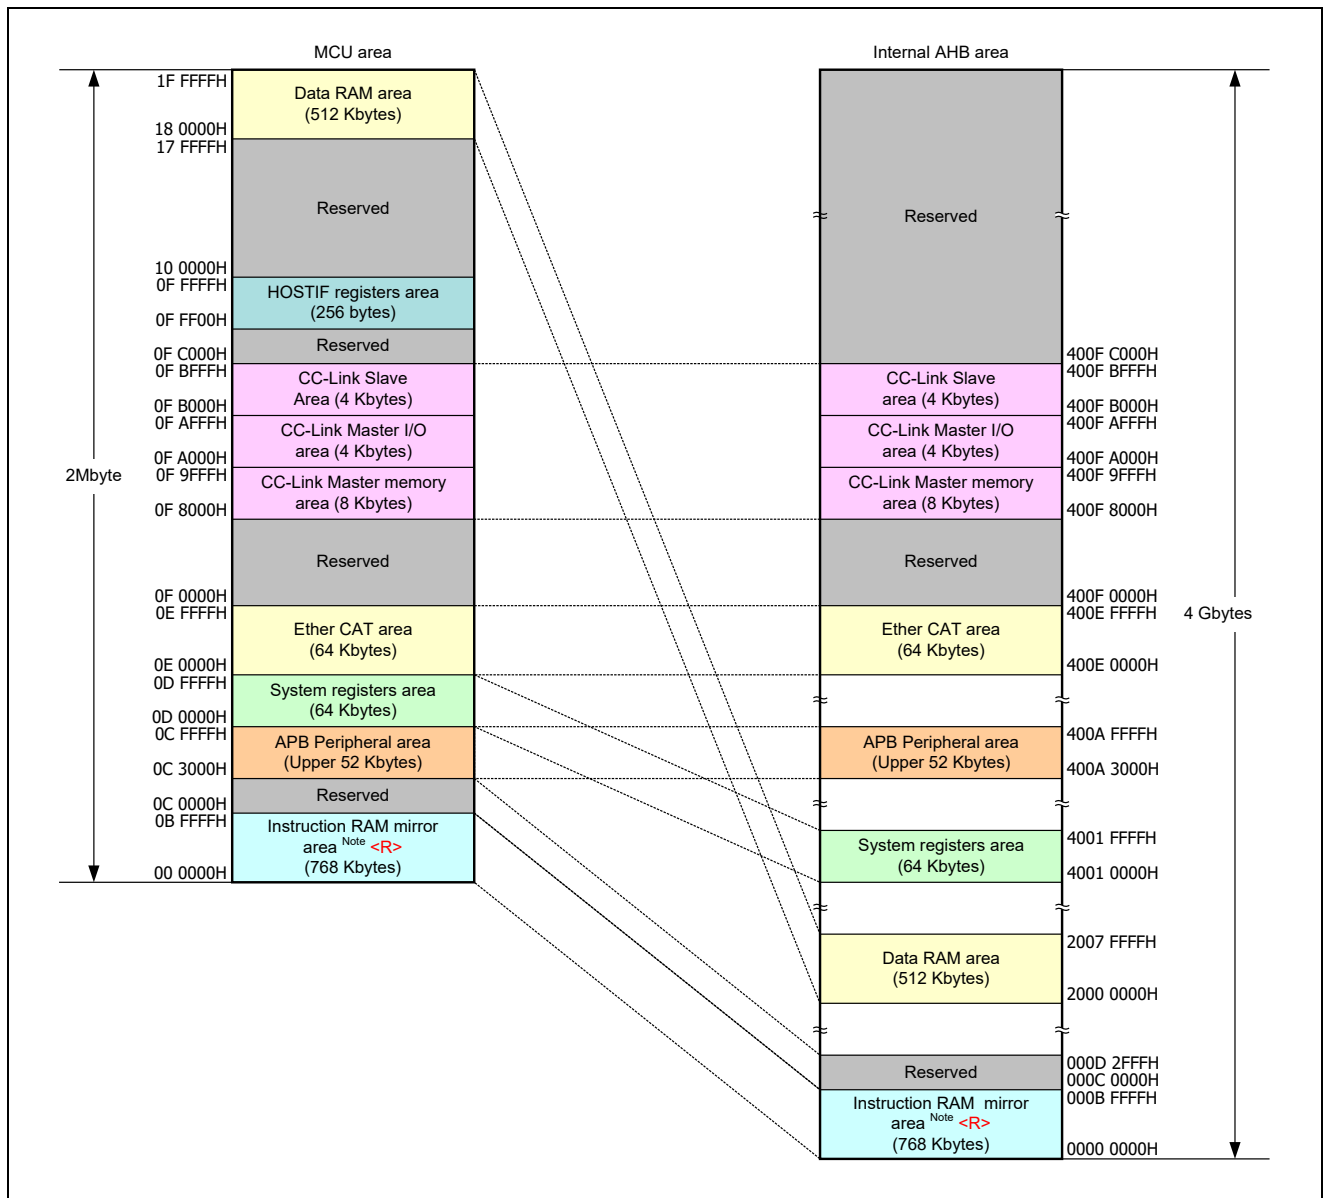 MCU area
Internal AHB area
1F FFFFH
Data RAM area
(512 Kbytes)
18 0000H
17 FFFFH
Reserved
10 0000H
0F FFFFH
HOSTIF registers area
(256 bytes)
0F FF00H
Reserved
0F C000H
0F BFFFH
CC-Link Slave
Area (4 Kbytes)
0F B000H
0F AFFFH
CC-Link Master I/O
area (4 Kbytes)
0F A000H
0F 9FFFH
CC-Link Master memory
area (8 Kbytes)
0F 8000H
2Mbyte
Reserved
0F 0000H
0E FFFFH
Ether CAT area
(64 Kbytes)
0E 0000H
0D FFFFH
System registers area
(64 Kbytes)
0D 0000H
0C FFFFH
APB Peripheral area
(Upper 52 Kbytes)
0C 3000H
Reserved
0C 0000H
0B FFFFH
Instruction RAM mirror
area Note <R>
(768 Kbytes)
00 0000H
Reserved
400F C000H
400F BFFFH
CC-Link Slave
area (4 Kbytes)
400F B000H
400F AFFFH
CC-Link Master I/O
area (4 Kbytes)
400F A000H
400F 9FFFH
CC-Link Master memory
area (8 Kbytes)
400F 8000H
Reserved
400F 0000H
400E FFFFH
4 Gbytes
Ether CAT area
(64 Kbytes)
400E 0000H
400A FFFFH
APB Peripheral area
(Upper 52 Kbytes)
400A 3000H
4001 FFFFH
System registers area
(64 Kbytes)
4001 0000H
2007 FFFFH
Data RAM area
(512 Kbytes)
2000 0000H
000D 2FFFH
Reserved
000C 0000H
000B FFFFH
Instruction RAM mirror
area Note <R>
(768 Kbytes)
0000 0000H